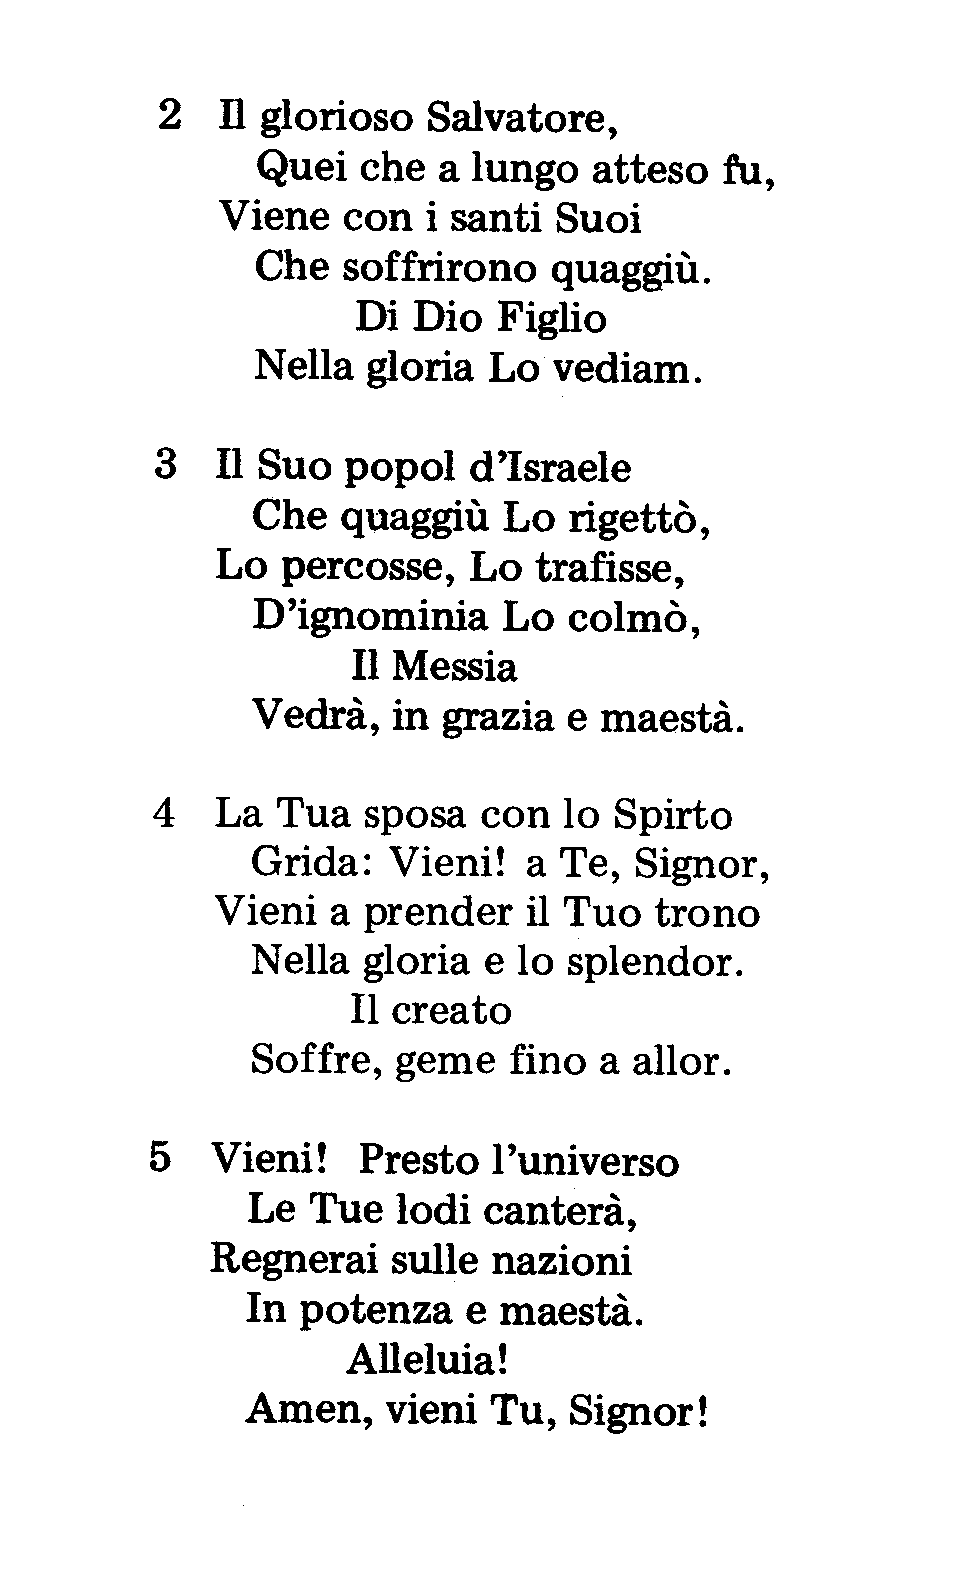 2 Il glorioso Salvatore,
Quei che a lungo atteso fu,
Viene con i santi Suoi
Che soffrirono quaggiù.
Di Dio Figlio
Nella gloria Lo vediam.
3 Il Suo popol d'Israele
Che quaggiù Lo rigettò,
Lo percosse, Lo trafisse,
D'ignominia Lo colmò,
Il Messia
Vedrà, in grazia e maestà.
4 La Tua sposa con lo Spirto
Grida: Vieni! a Te, Signor,
Vieni a prender il Tuo trono
Nella gloria e lo splendor.
Il creato
Soffre, geme fino a allor.
5 Vieni! Presto l'universo
Le Tue lodi canterà,
Regnerai sulle nazioni
In potenza e maestà.
Alleluia!
Amen, vieni Tu, Signor!